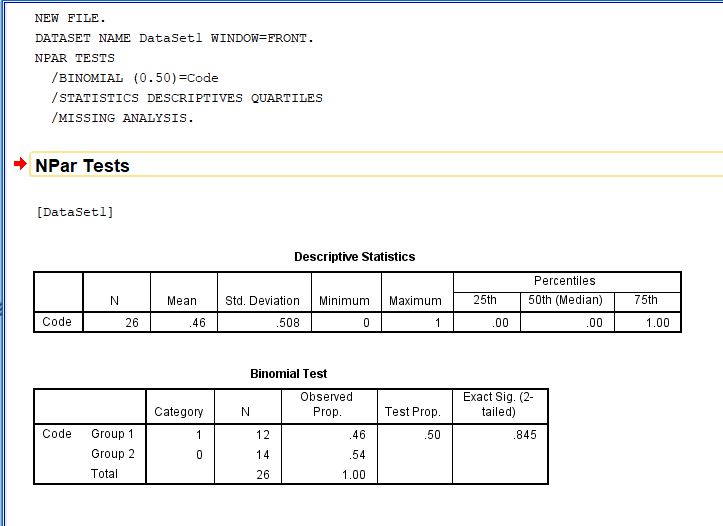 NEW FILE.
DATASET NAME DataSet1 WINDOW=FRONT.
NPAR TESTS
/BINOMIAL (0.50)=Code
/STATISTICS DESCRIPTIVES QUARTILES
/MISSING ANALYSIS.
NPar Tests
[DataSet1]
Descriptive Statistics
Percentiles
N Mean Std. Deviation Minimum Maximum 25th 50th (Median) 75th
Code 26 .46 .508 0 1 .00 .00 1.00
Binomial Test
Category N Observed Prop. Test Prop. Exact Sig. (2-tailed)
Code Group 1 1 12 .46 .50 .845
Group 2 0 14 .54
Total 26 1.00